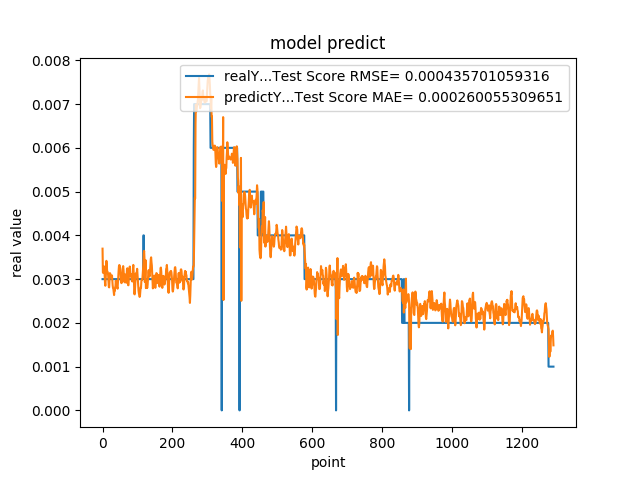 model predict
realY...Test Score RMSE= 0.000435701059316
predictY...Test Score MAE= 0.000260055309651
0.008
0.007
0.006
0.005
0.004
0.003
0.002
0.001
0.000
real value
0 200 400 600 800 1000 1200
point